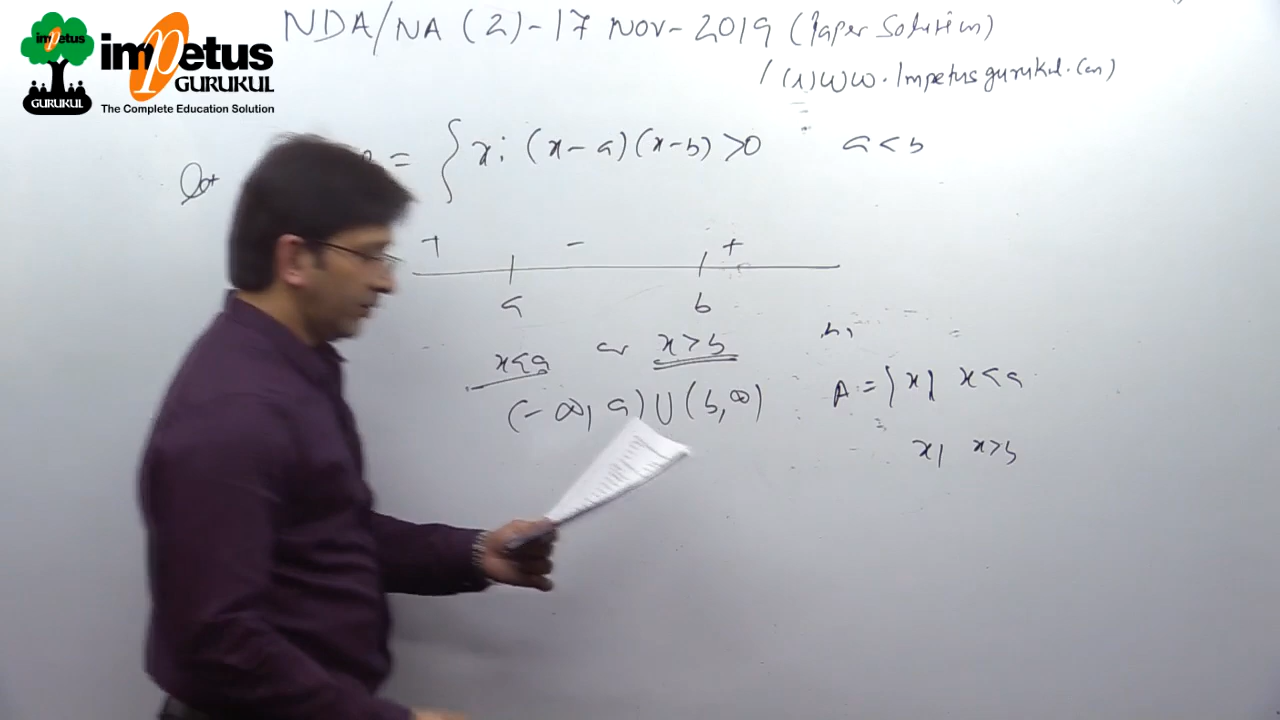 impetus
GURUKUL
impetus
GURUKUL
The Complete Education Solution
NDA/NA (2)-17 Nov-2019 (Paper Solution)
www.Impetusgurukul.com
Let = { x: (x-a)(x-b) >0 a<b
+ - +
a b
x<a or x>b
(-∞, a) ∪ (b, ∞)
A = {x| x<a
x| x>b